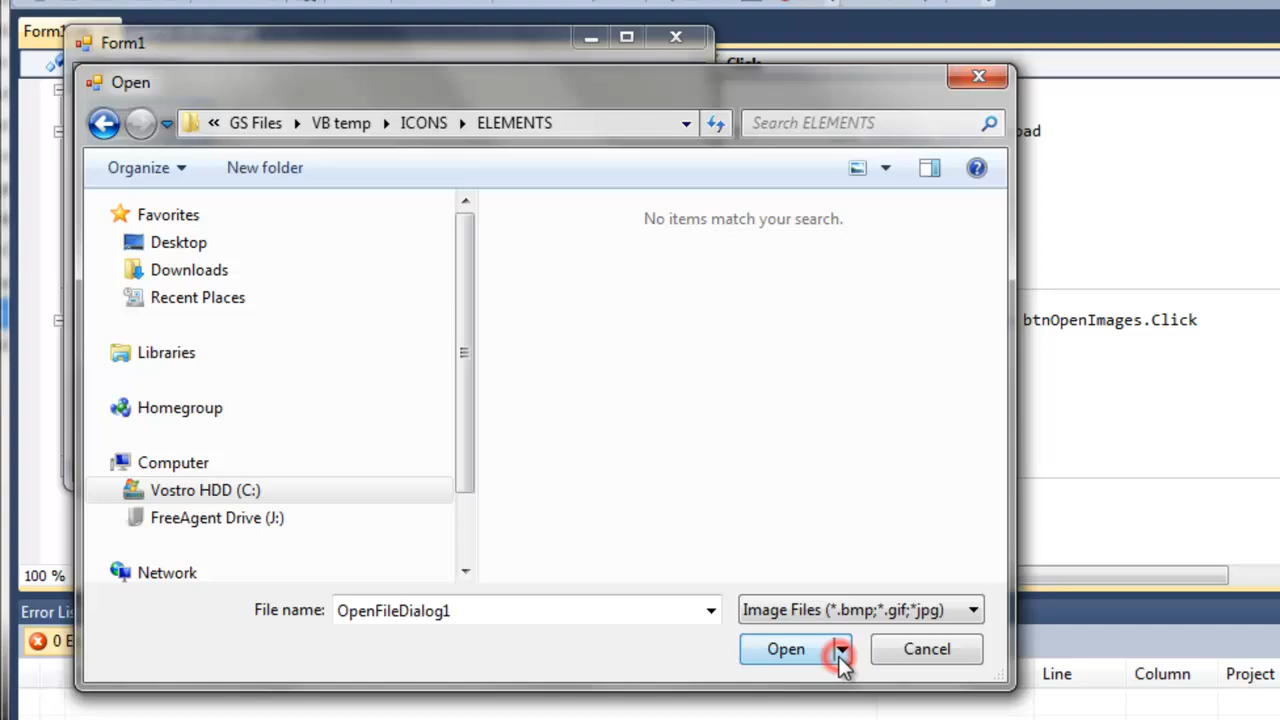 Form1
Form1
Click
Open
GS Files
VB temp
ICONS
ELEMENTS
Search ELEMENTS
Organize
New folder
No items match your search.
Favorites
Desktop
Downloads
Recent Places
Libraries
Homegroup
Computer
Vostro HDD (C:)
FreeAgent Drive (J:)
Network
btnOpenImages.Click
100 %
File name:
OpenFileDialog1
Image Files (*.bmp;*.gif;*jpg)
Open
Cancel
0
Line
Column
Project